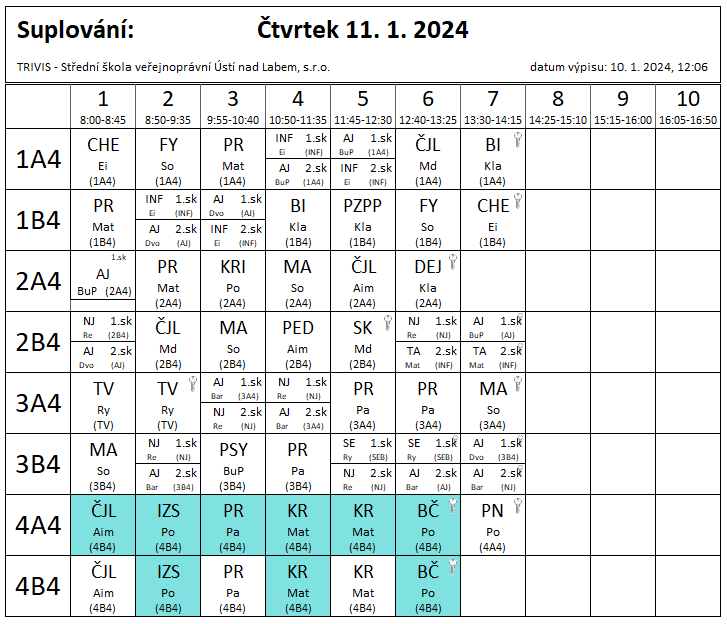 Suplování: Čtvrtek 11. 1. 2024
TRIVIS - Střední škola veřejnoprávní Ústí nad Labem, s.r.o. datum výpisu: 10. 1. 2024, 12:06
1 2 3 4 5 6 7 8 9 10
8:00-8:45 8:50-9:35 9:55-10:40 10:50-11:35 11:45-12:30 12:40-13:25 13:30-14:15 14:25-15:10 15:15-16:00 16:05-16:50
1A4
CHE Ei (1A4)
FY So (1A4)
PR Mat (1A4)
INF 1.sk Ei (INF)
AJ 2.sk BuP (1A4)
AJ 1.sk BuP (1A4)
INF 2.sk Ei (INF)
ČJL Md (1A4)
BI Kla (1A4)
1B4
PR Mat (1B4)
INF 1.sk Ei (INF)
AJ 2.sk Dvo (AJ)
AJ 1.sk Dvo (AJ)
INF 2.sk Ei (INF)
BI Kla (1B4)
PZPP Kla (1B4)
FY So (1B4)
CHE Ei (1B4)
2A4
1.sk AJ BuP (2A4)
PR Mat (2A4)
KRI Po (2A4)
MA So (2A4)
ČJL Aim (2A4)
DEJ Kla (2A4)
2B4
NJ 1.sk Re (2B4)
AJ 2.sk Dvo (AJ)
ČJL Md (2B4)
MA So (2B4)
PED Aim (2B4)
SK Md (2B4)
NJ 1.sk Re (NJ)
TA 2.sk Mat (INF)
AJ 1.sk BuP (AJ)
TA 2.sk Mat (INF)
3A4
TV Ry (TV)
TV Ry (TV)
AJ 1.sk Bar (3A4)
NJ 2.sk Re (NJ)
NJ 1.sk Re (NJ)
AJ 2.sk Bar (3A4)
PR Pa (3A4)
PR Pa (3A4)
MA So (3A4)
3B4
MA So (3B4)
NJ 1.sk Re (NJ)
AJ 2.sk Bar (3B4)
PSY BuP (3B4)
PR Pa (3B4)
SE 1.sk Ry (SEB)
NJ 2.sk Re (NJ)
SE 1.sk Ry (SEB)
AJ 2.sk Bar (AJ)
AJ 1.sk Dvo (3B4)
AJ 2.sk Bar (NJ)
4A4
ČJL Aim (4B4)
IZS Po (4B4)
PR Pa (4B4)
KR Mat (4B4)
KR Mat (4B4)
BČ Po (4B4)
PN Po (4A4)
4B4
ČJL Aim (4B4)
IZS Po (4B4)
PR Pa (4B4)
KR Mat (4B4)
KR Mat (4B4)
BČ Po (4B4)